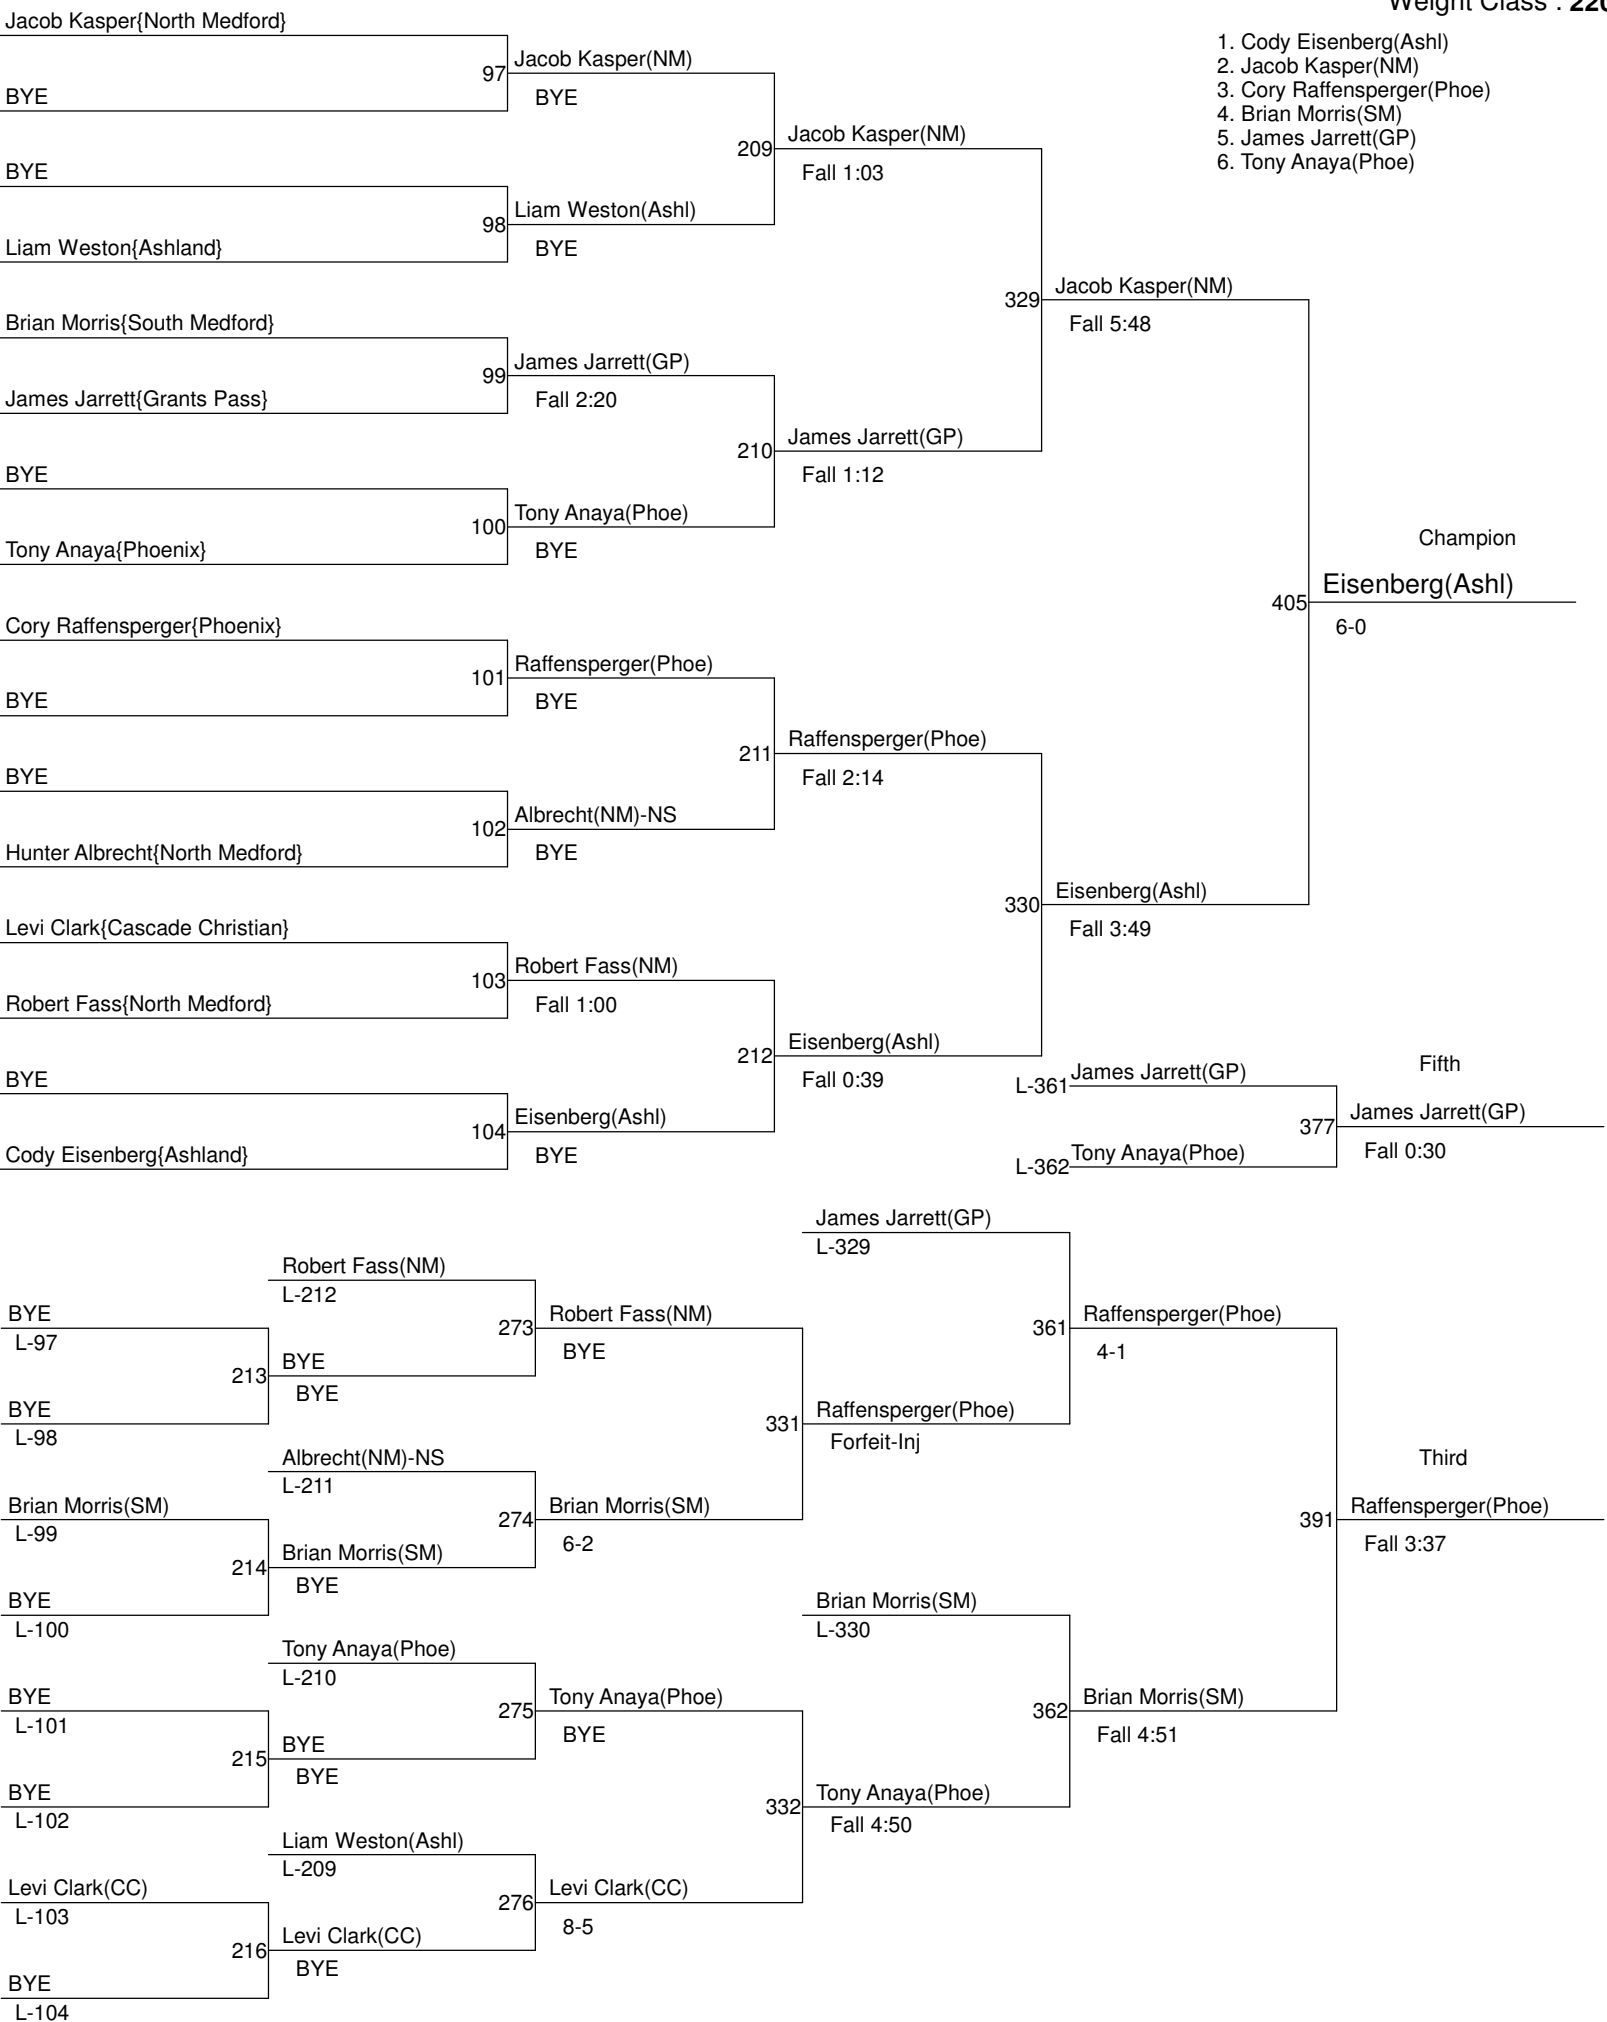 Weight Class : 220
1. Cody Eisenberg(Ashl)
2. Jacob Kasper(NM)
3. Cory Raffensperger(Phoe)
4. Brian Morris(SM)
5. James Jarrett(GP)
6. Tony Anaya(Phoe)
Jacob Kasper{North Medford}
97
BYE
BYE
98
Liam Weston{Ashland}
Brian Morris{South Medford}
99
James Jarrett{Grants Pass}
BYE
100
Tony Anaya{Phoenix}
Cory Raffensperger{Phoenix}
101
BYE
BYE
102
Hunter Albrecht{North Medford}
Levi Clark{Cascade Christian}
103
Robert Fass{North Medford}
BYE
104
Cody Eisenberg{Ashland}
Jacob Kasper(NM)
BYE
209
Liam Weston(Ashl)
BYE
James Jarrett(GP)
Fall 2:20
210
Tony Anaya(Phoe)
BYE
Raffensperger(Phoe)
BYE
211
Albrecht(NM)-NS
BYE
Robert Fass(NM)
Fall 1:00
212
Eisenberg(Ashl)
BYE
Jacob Kasper(NM)
Fall 1:03
329
James Jarrett(GP)
Fall 1:12
Raffensperger(Phoe)
Fall 2:14
330
Eisenberg(Ashl)
Fall 0:39
Jacob Kasper(NM)
Fall 5:48
405
Eisenberg(Ashl)
Fall 3:49
Champion
Eisenberg(Ashl)
6-0
Fifth
L-361
James Jarrett(GP)
377
L-362
Tony Anaya(Phoe)
James Jarrett(GP)
Fall 0:30
BYE
L-97
213
BYE
L-98
Brian Morris(SM)
L-99
214
BYE
L-100
BYE
L-101
215
BYE
L-102
Levi Clark(CC)
L-103
216
BYE
L-104
Robert Fass(NM)
L-212
273
BYE
BYE
Albrecht(NM)-NS
L-211
274
Brian Morris(SM)
BYE
Tony Anaya(Phoe)
L-210
275
BYE
BYE
Liam Weston(Ashl)
L-209
276
Levi Clark(CC)
BYE
Robert Fass(NM)
BYE
331
Brian Morris(SM)
6-2
Tony Anaya(Phoe)
BYE
332
Levi Clark(CC)
8-5
James Jarrett(GP)
L-329
361
Raffensperger(Phoe)
Forfeit-Inj
Brian Morris(SM)
L-330
362
Tony Anaya(Phoe)
Fall 4:50
Raffensperger(Phoe)
4-1
391
Brian Morris(SM)
Fall 4:51
Third
Raffensperger(Phoe)
Fall 3:37